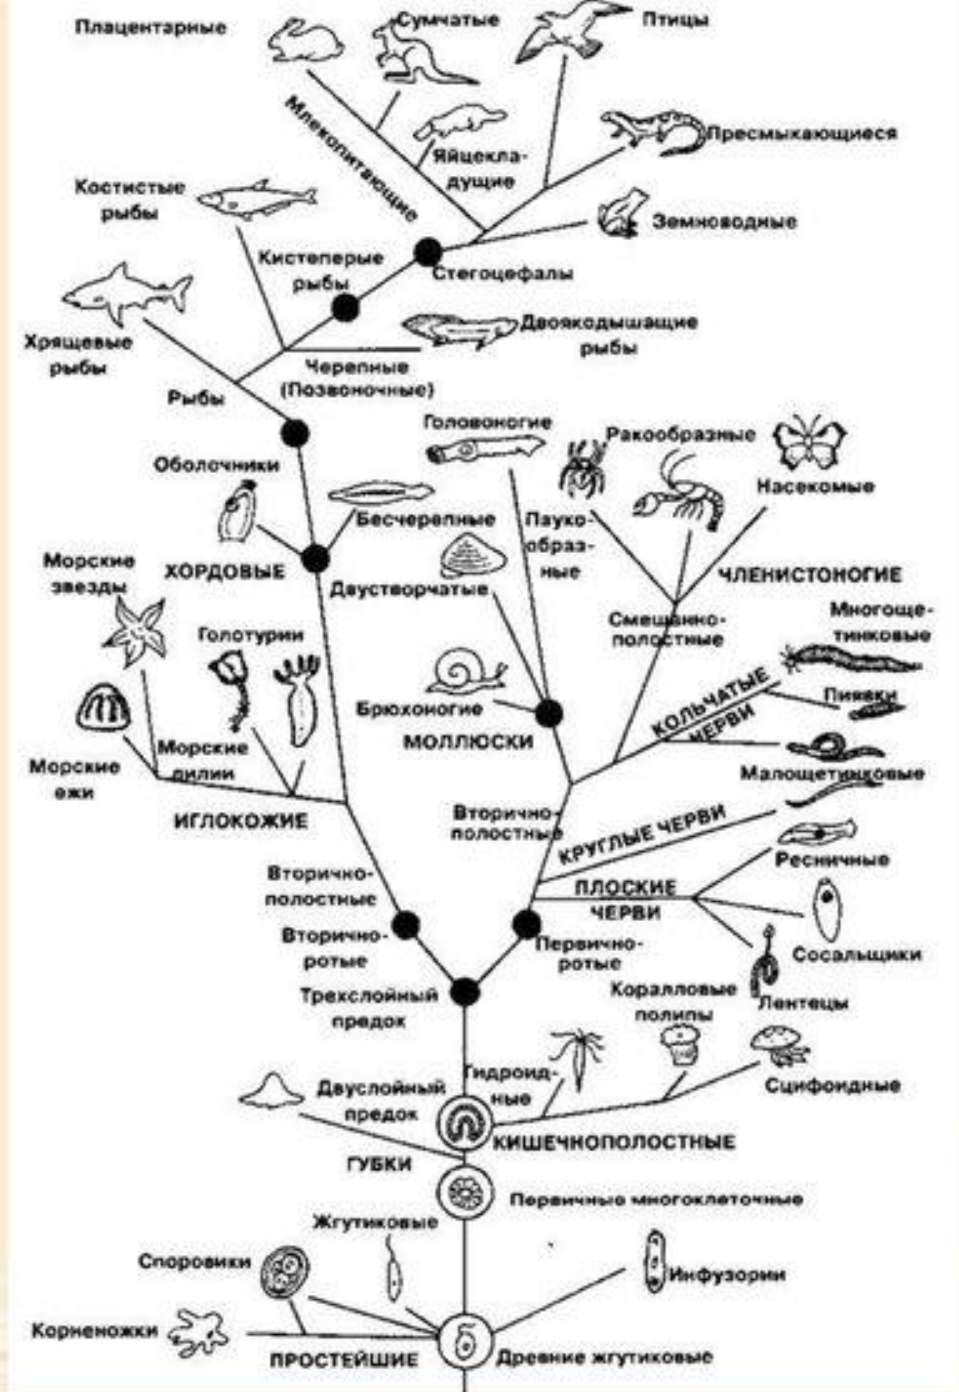 Плацентарные
Сумчатые
Птицы
Млекопитающие
Яйцекла-
дущие
Пресмыкающиеся
Костистые
рыбы
Земноводные
Кистеперые
рыбы
Стегоцефалы
Хрящевые
рыбы
Двоякодышащие
рыбы
Черепные
(Позвоночные)
Рыбы
Головоногие
Ракообразные
Оболочники
Насекомые
Бесчерепные
Пауко-
образ-
ные
Морские
звезды
ХОРДОВЫЕ
Двустворчатые
ЧЛЕНИСТОНОГИЕ
Смешанно-
полостные
Многоще-
тинковые
Голотурии
КОЛЬЧАТЫЕ
ЧЕРВИ
Пиявки
Брюхоногие
МОЛЛЮСКИ
Морские
лилии
Морские
ежи
Малощетинковые
ИГЛОКОЖИЕ
Вторично-
полостные
КРУГЛЫЕ ЧЕРВИ
Ресничные
Вторично-
полостные
ПЛОСКИЕ
ЧЕРВИ
Вторично-
ротые
Первично-
ротые
Сосальщики
Трехслойный
предок
Коралловые
полипы
Лентецы
Двуслойный
предок
Гидроид-
ные
Сцифоидные
КИШЕЧНОПОЛОСТНЫЕ
ГУБКИ
Первичные многоклеточные
Жгутиковые
Споровики
Инфузории
Корненожки
ПРОСТЕЙШИЕ
Древние жгутиковые